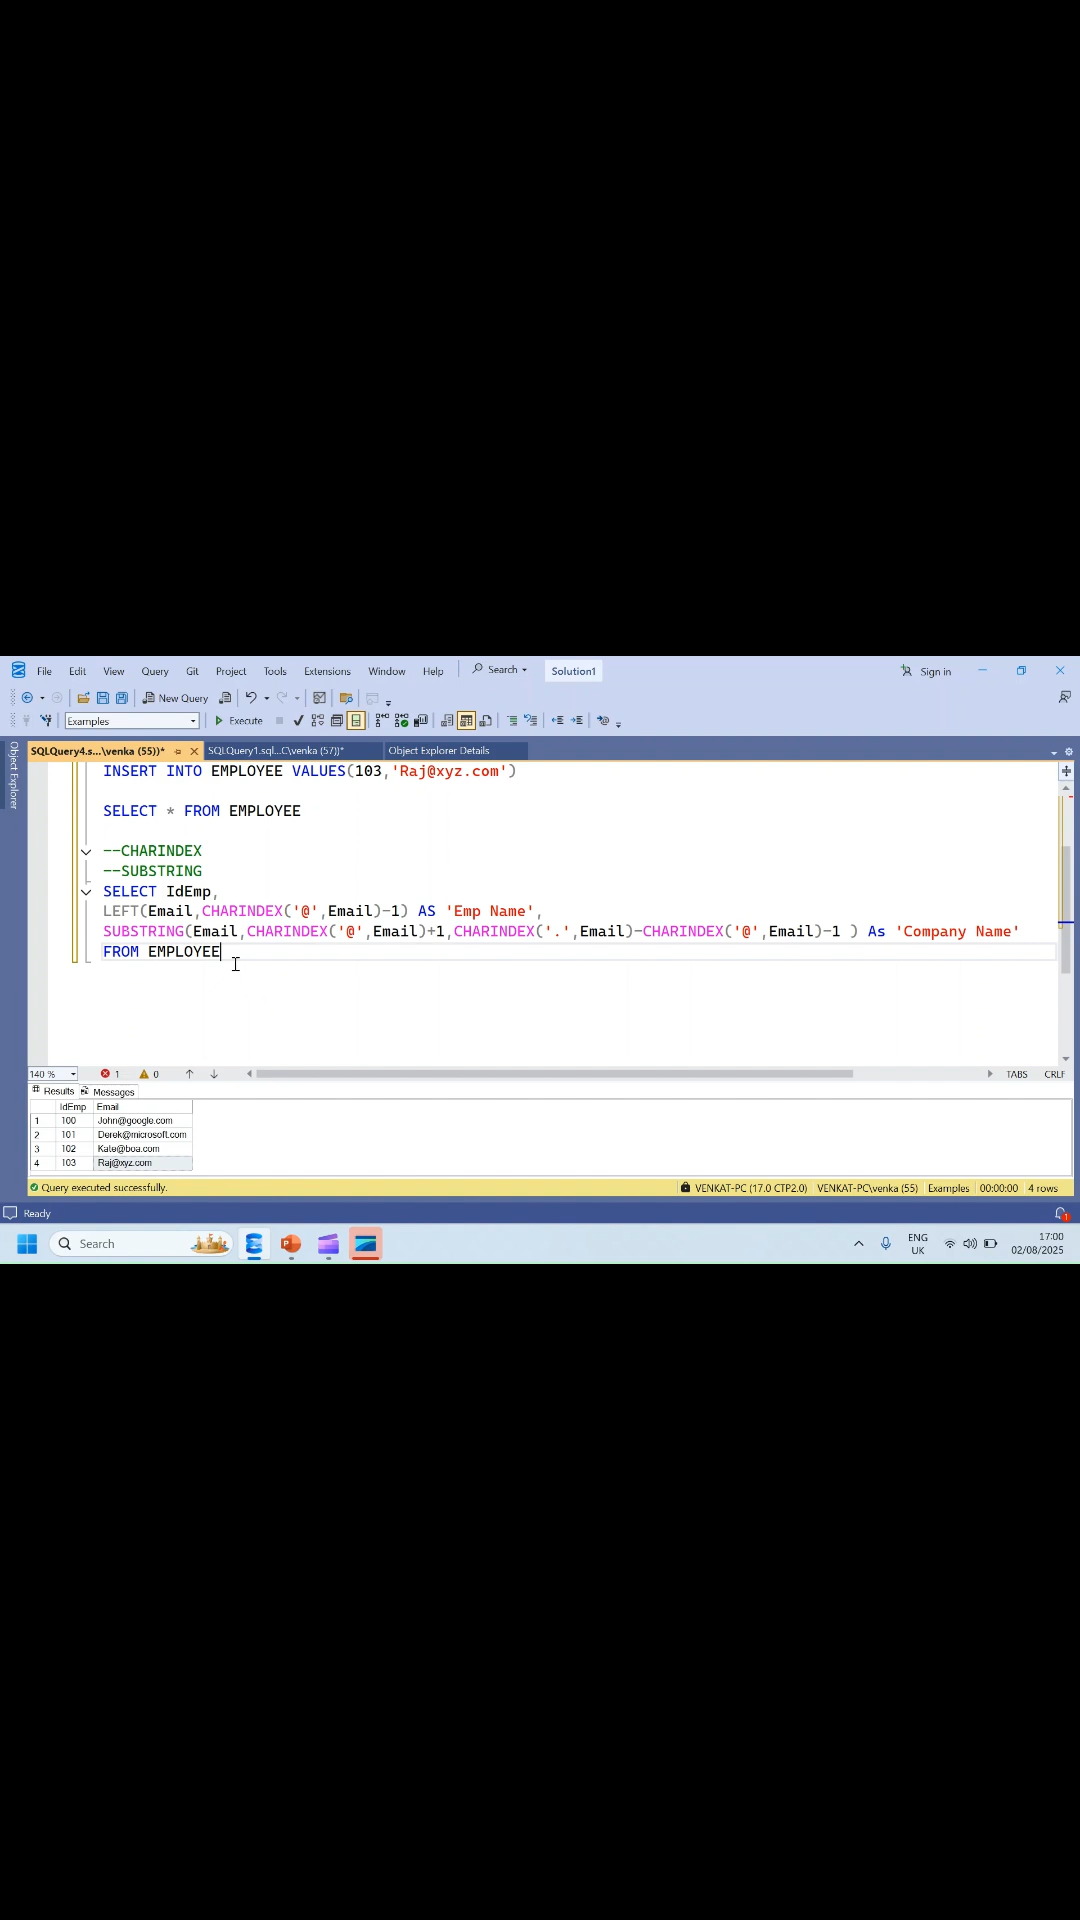 File Edit View Query Git Project Tools Extensions Window Help Search Solution1 Sign in
New Query
Examples Execute
SQLQuery4.s...\venka (55))* SQLQuery1.sql...C\venka (57))* Object Explorer Details
Object Explorer
INSERT INTO EMPLOYEE VALUES(103,'Raj@xyz.com')
SELECT * FROM EMPLOYEE
--CHARINDEX
--SUBSTRING
SELECT IdEmp,
LEFT(Email,CHARINDEX('@',Email)-1) AS 'Emp Name',
SUBSTRING(Email,CHARINDEX('@',Email)+1,CHARINDEX('.',Email)-CHARINDEX('@',Email)-1 ) As 'Company Name'
FROM EMPLOYEE
140 % 1 0 TABS CRLF
Results Messages
IdEmp Email
1 100 John@google.com
2 101 Derek@microsoft.com
3 102 Kate@boa.com
4 103 Raj@xyz.com
Query executed successfully. VENKAT-PC (17.0 CTP2.0) VENKAT-PC\venka (55) Examples 00:00:00 4 rows
Ready 1
Search ENG 17:00
UK 02/08/2025